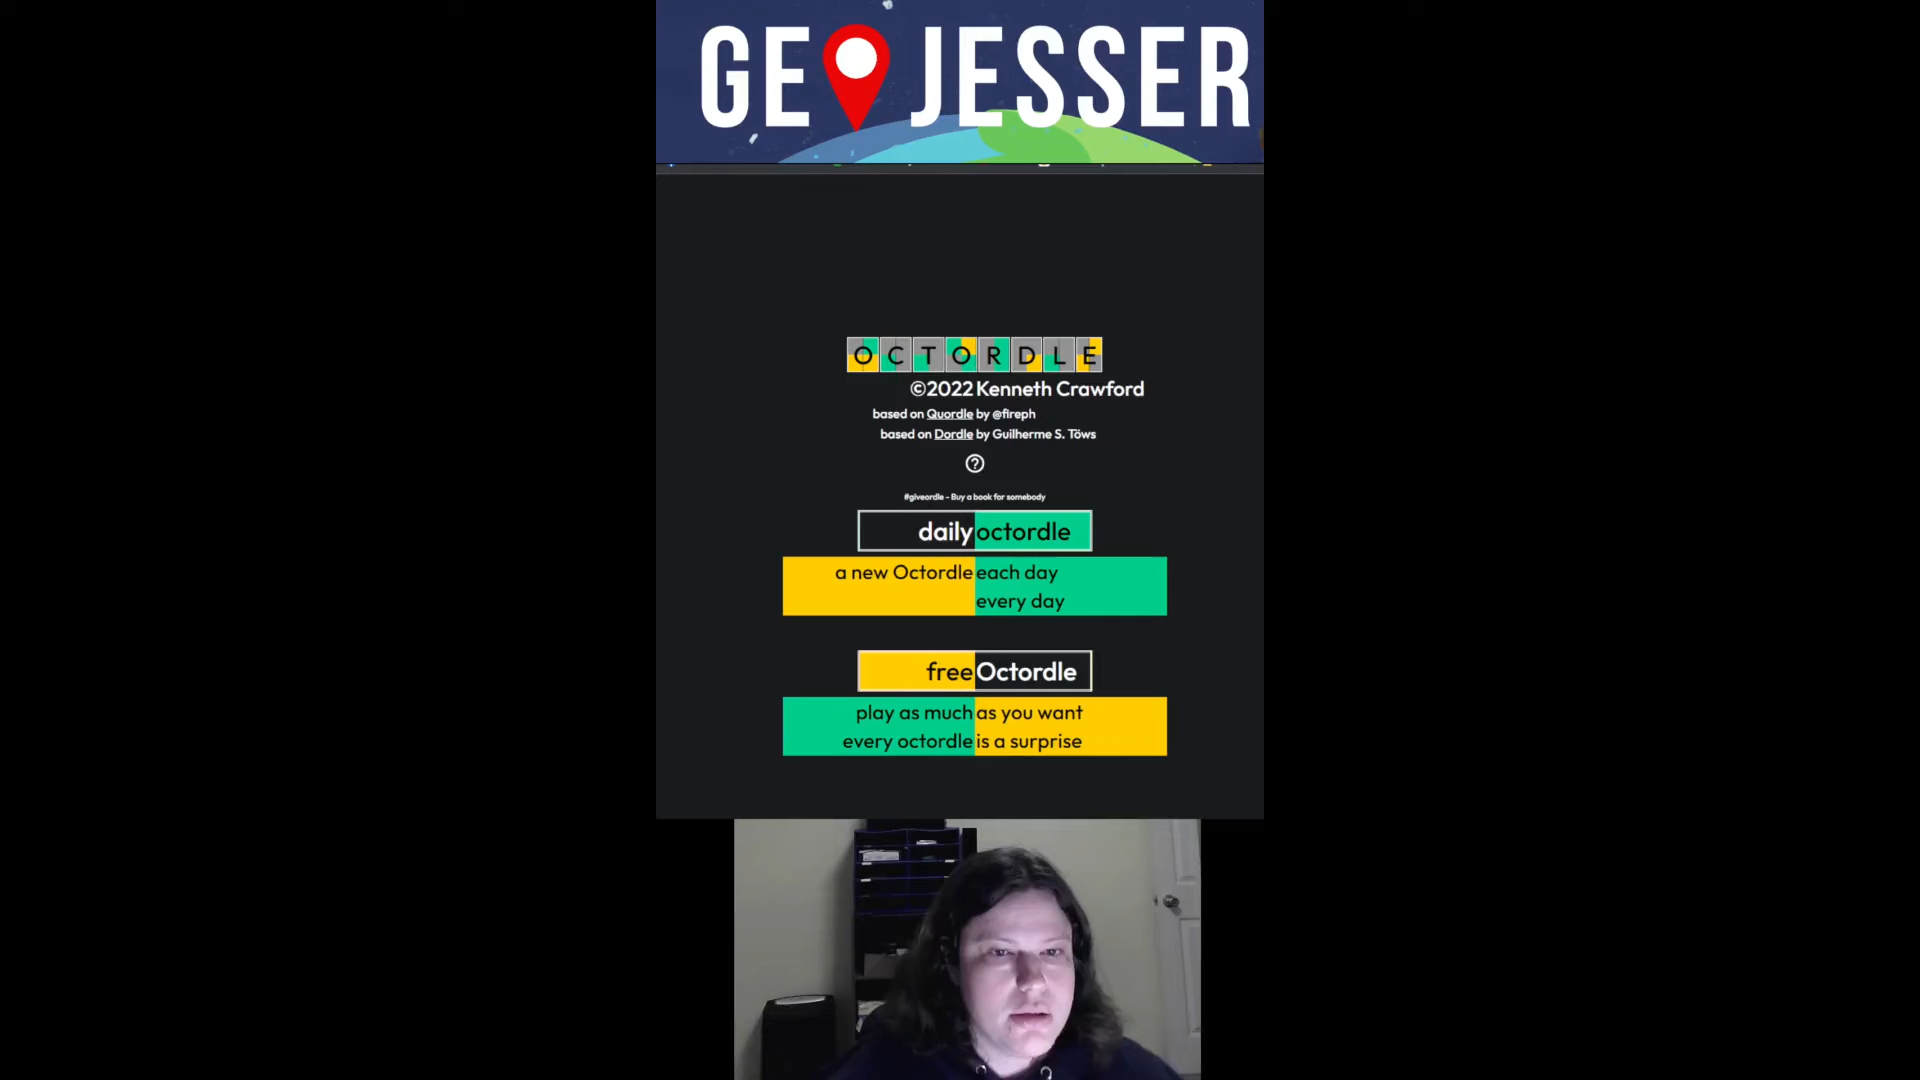 GE JESSER
OCTORDLE
©2022 Kenneth Crawford
based on Quordle by @fireph
based on Dordle by Guilherme S. Töws
?
#giveordle - Buy a book for somebody
daily octordle
a new Octordle each day
every day
free Octordle
play as much as you want
every octordle is a surprise